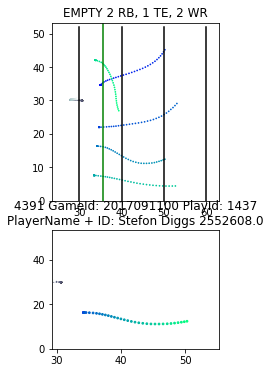 EMPTY 2 RB, 1 TE, 2 WR
50
40
30
20
10
0
30 40 50 60
4391 GameId: 2017091100 PlayId: 1437
PlayerName + ID: Stefon Diggs 2552608.0
40
20
0
30 40 50